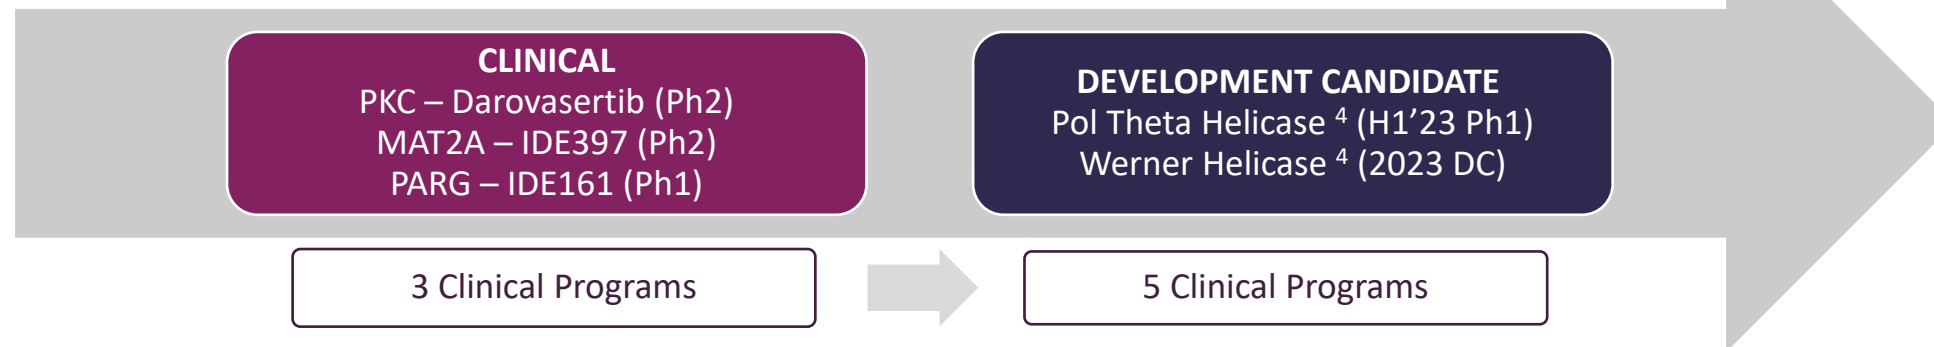 CLINICAL
PKC – Darovasertib (Ph2)
MAT2A – IDE397 (Ph2)
PARG – IDE161 (Ph1)
DEVELOPMENT CANDIDATE
Pol Theta Helicase ⁴ (H1’23 Ph1)
Werner Helicase ⁴ (2023 DC)
3 Clinical Programs
5 Clinical Programs